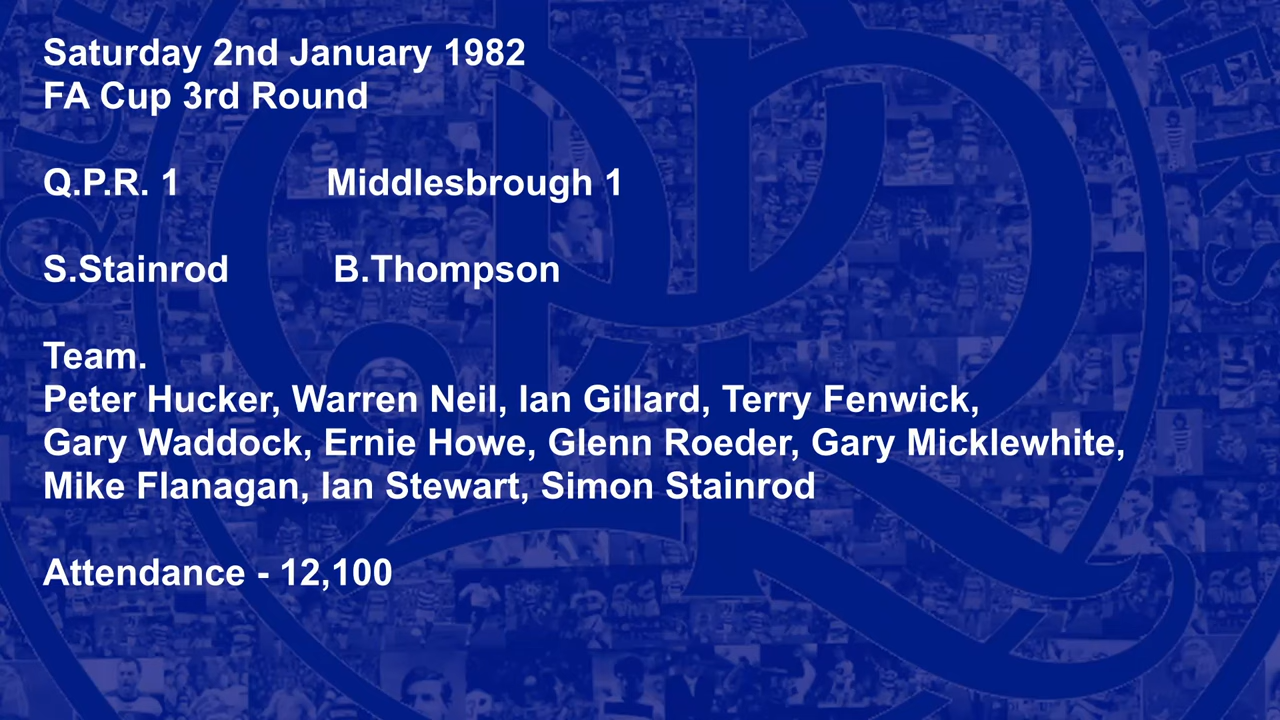 Saturday 2nd January 1982
FA Cup 3rd Round
Q.P.R. 1 Middlesbrough 1
S.Stainrod B.Thompson
Team.
Peter Hucker, Warren Neil, Ian Gillard, Terry Fenwick,
Gary Waddock, Ernie Howe, Glenn Roeder, Gary Micklewhite,
Mike Flanagan, Ian Stewart, Simon Stainrod
Attendance - 12,100